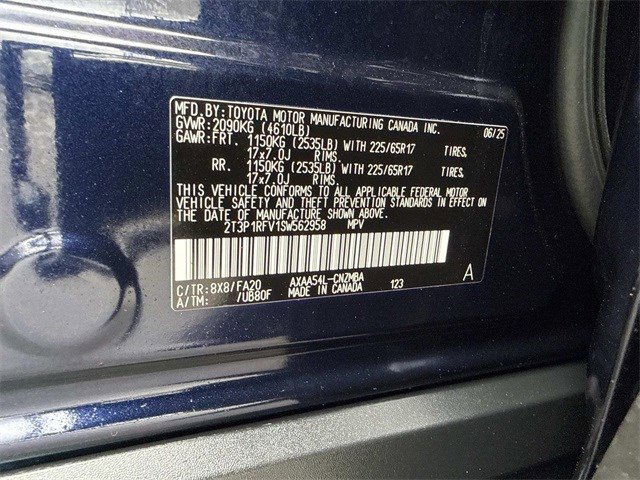 MFD.BY:TOYOTA MOTOR MANUFACTURING CANADA INC. 06/25
GVWR:2090KG (4610LB)
GAWR:FRT. 1150KG (2535LB) WITH 225/65R17 TIRES,
17x7.0J RIMS.
RR. 1150KG (2535LB) WITH 225/65R17 TIRES,
17x7.0J RIMS.
THIS VEHICLE CONFORMS TO ALL APPLICABLE FEDERAL MOTOR
VEHICLE SAFETY AND THEFT PREVENTION STANDARDS IN EFFECT ON
THE DATE OF MANUFACTURE SHOWN ABOVE.
2T3P1RFV1SW562958 MPV
C/TR:8X8/FA20 AXAA54L-CNZMBA A
A/TM: /UB80F MADE IN CANADA 123